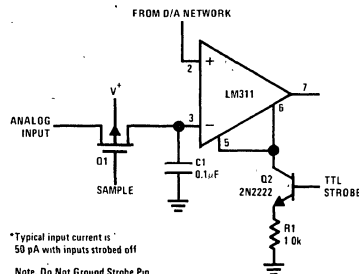 FROM D/A NETWORK
V+
2
+
LM311
7
ANALOG
INPUT
3
−
6
5
Q1
C1
0.1µF
Q2
2N2222
TTL
STROBE
SAMPLE
R1
1 0k
*Typical input current is
50 pA with inputs strobed off
Note. Do Not Ground Strobe Pin